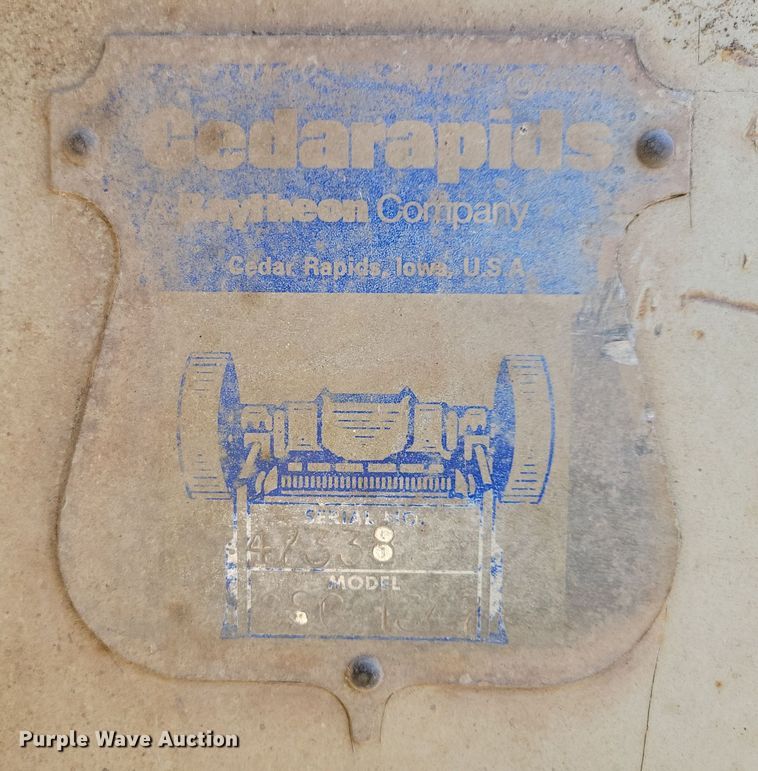 Cedarapids
A Raytheon Company
Cedar Rapids, Iowa, U.S.A.
SERIAL NO.
MODEL
Purple Wave Auction